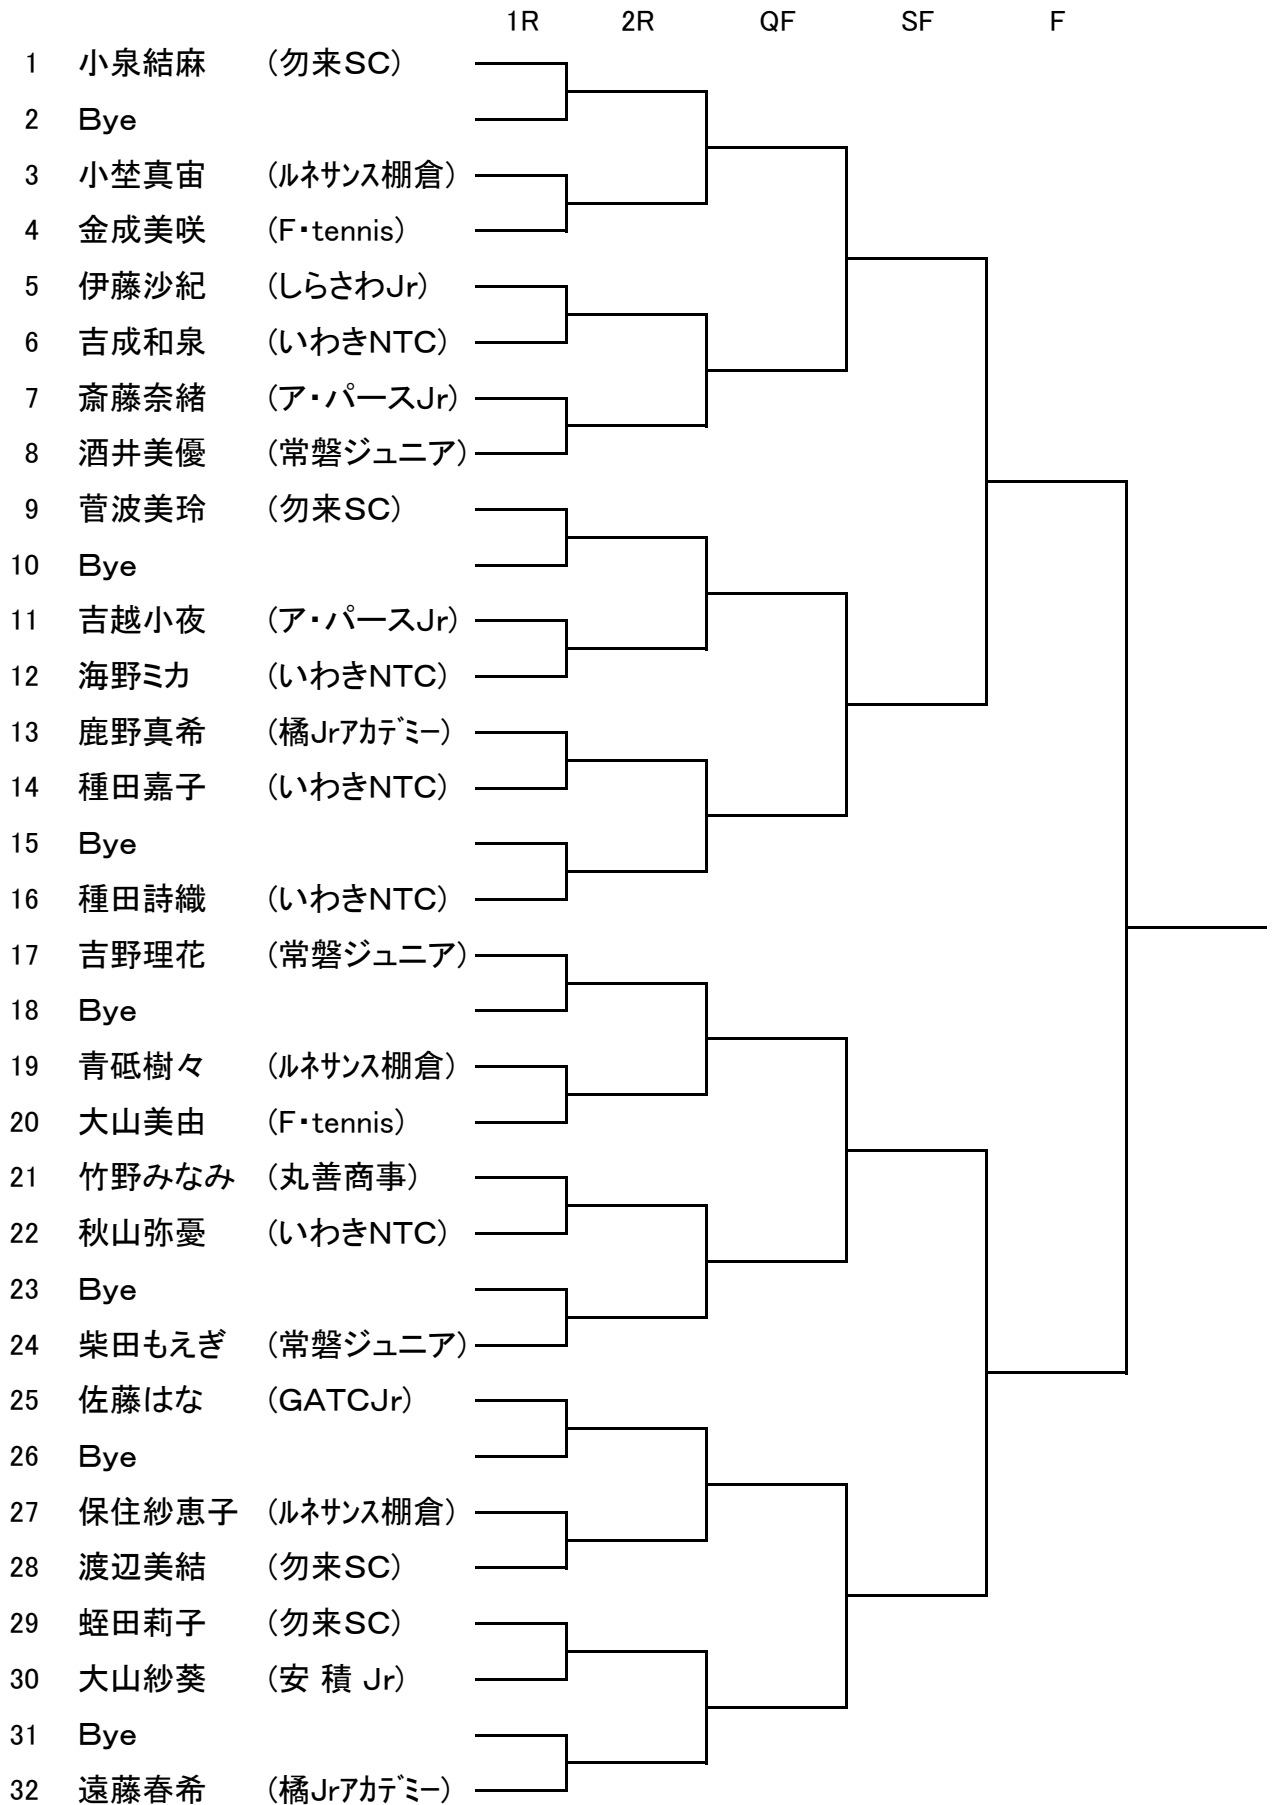 1R 2R QF SF F
1 小泉結麻 (勿来SC)
2 Bye
3 小埜真宙 (ルネサンス棚倉)
4 金成美咲 (F・tennis)
5 伊藤沙紀 (しらさわJr)
6 吉成和泉 (いわきNTC)
7 斎藤奈緒 (ア・パースJr)
8 酒井美優 (常磐ジュニア)
9 菅波美玲 (勿来SC)
10 Bye
11 吉越小夜 (ア・パースJr)
12 海野ミカ (いわきNTC)
13 鹿野真希 (橘Jrアカデミー)
14 種田嘉子 (いわきNTC)
15 Bye
16 種田詩織 (いわきNTC)
17 吉野理花 (常磐ジュニア)
18 Bye
19 青砥樹々 (ルネサンス棚倉)
20 大山美由 (F・tennis)
21 竹野みなみ (丸善商事)
22 秋山弥憂 (いわきNTC)
23 Bye
24 柴田もえぎ (常磐ジュニア)
25 佐藤はな (GATCJr)
26 Bye
27 保住紗恵子 (ルネサンス棚倉)
28 渡辺美結 (勿来SC)
29 蛭田莉子 (勿来SC)
30 大山紗葵 (安 積 Jr)
31 Bye
32 遠藤春希 (橘Jrアカデミー)